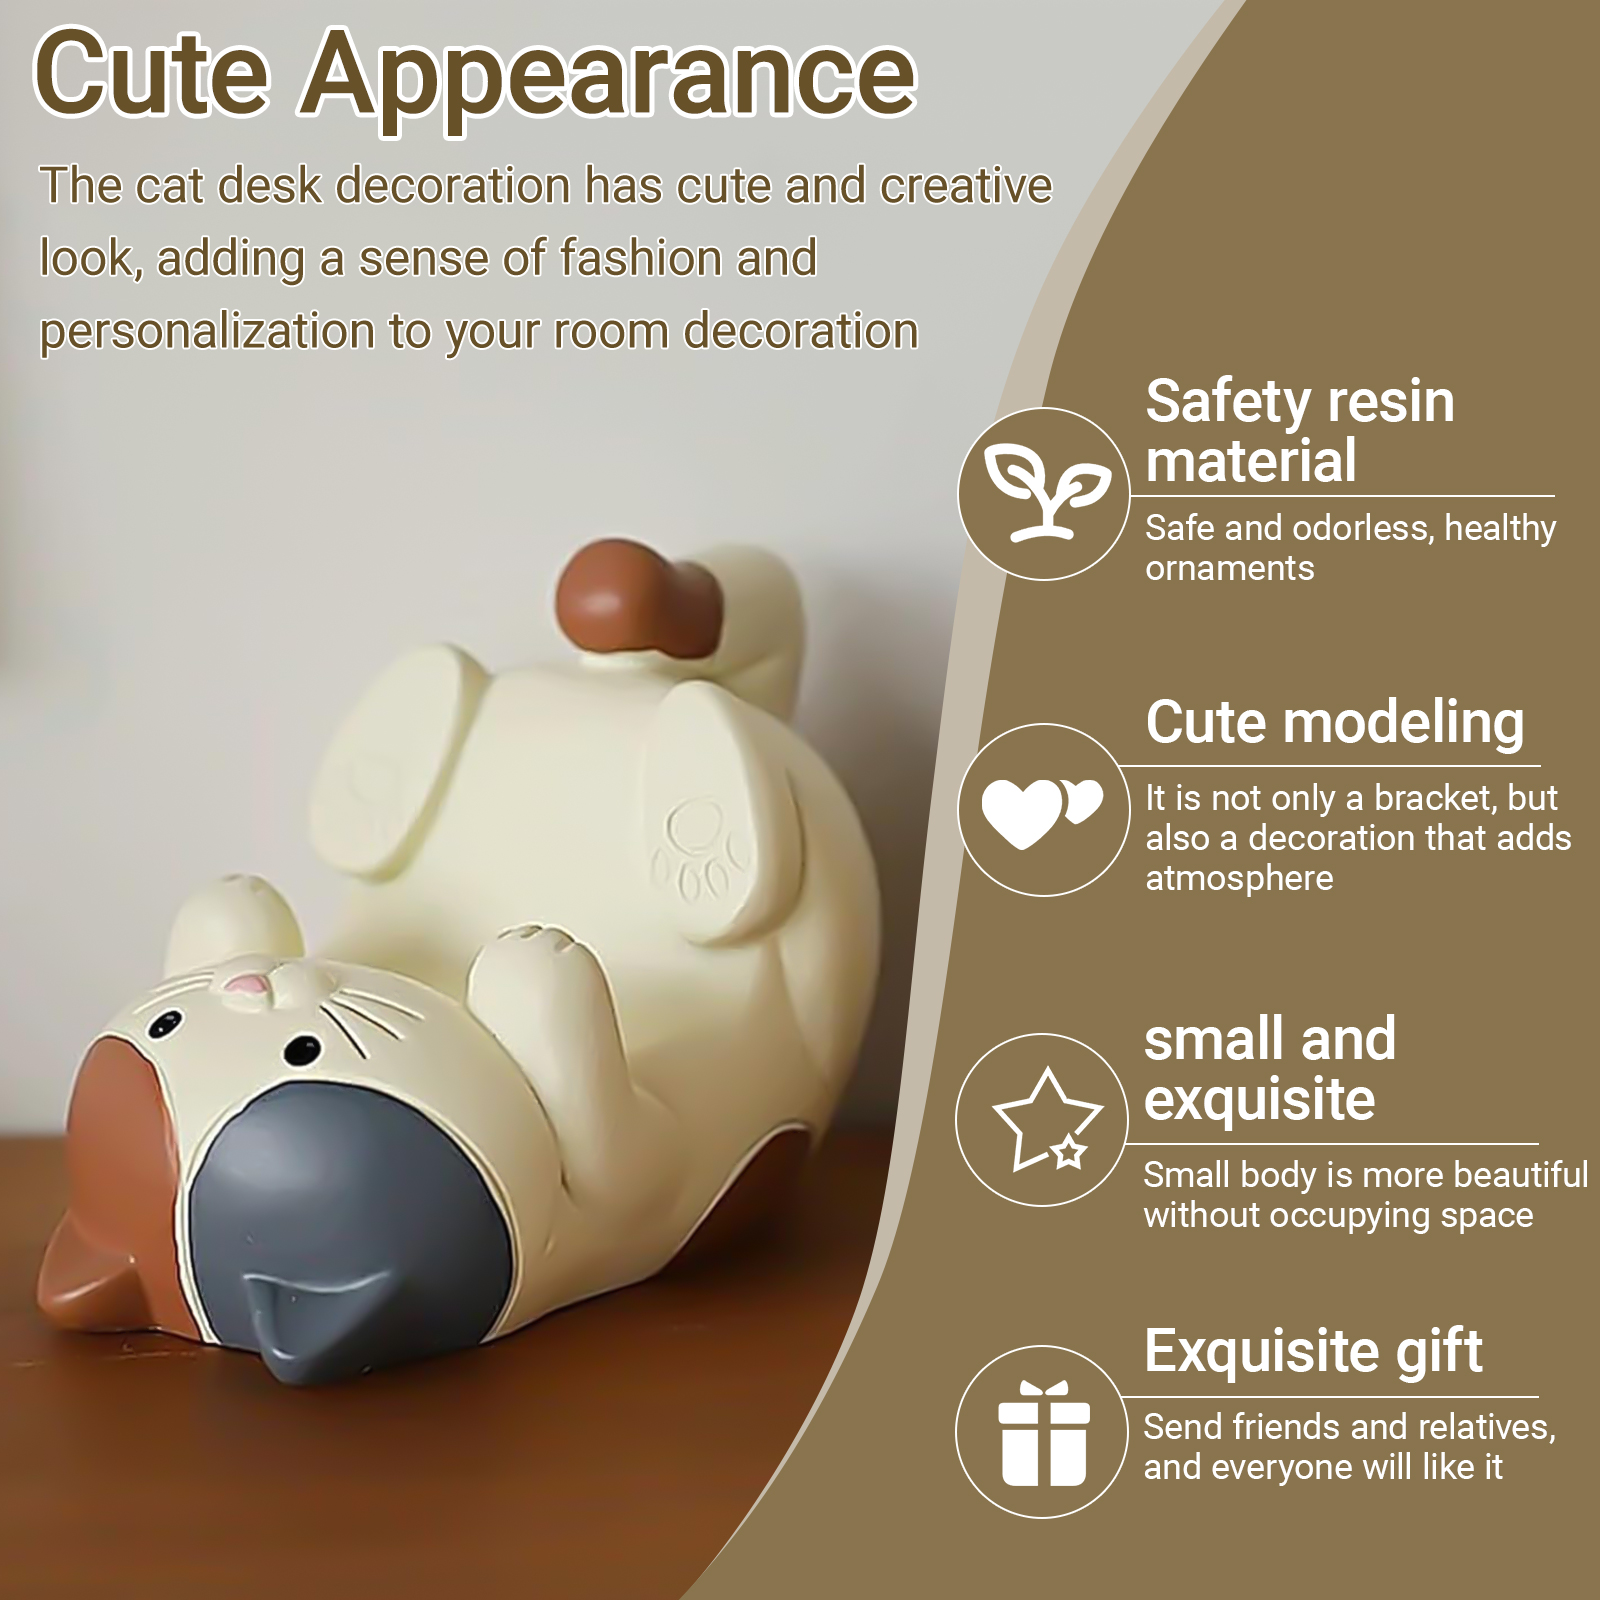 Cute Appearance
The cat desk decoration has cute and creative
look, adding a sense of fashion and
personalization to your room decoration
Safety resin
material
Safe and odorless, healthy
ornaments
Cute modeling
It is not only a bracket, but
also a decoration that adds
atmosphere
small and
exquisite
Small body is more beautiful
without occupying space
Exquisite gift
Send friends and relatives,
and everyone will like it